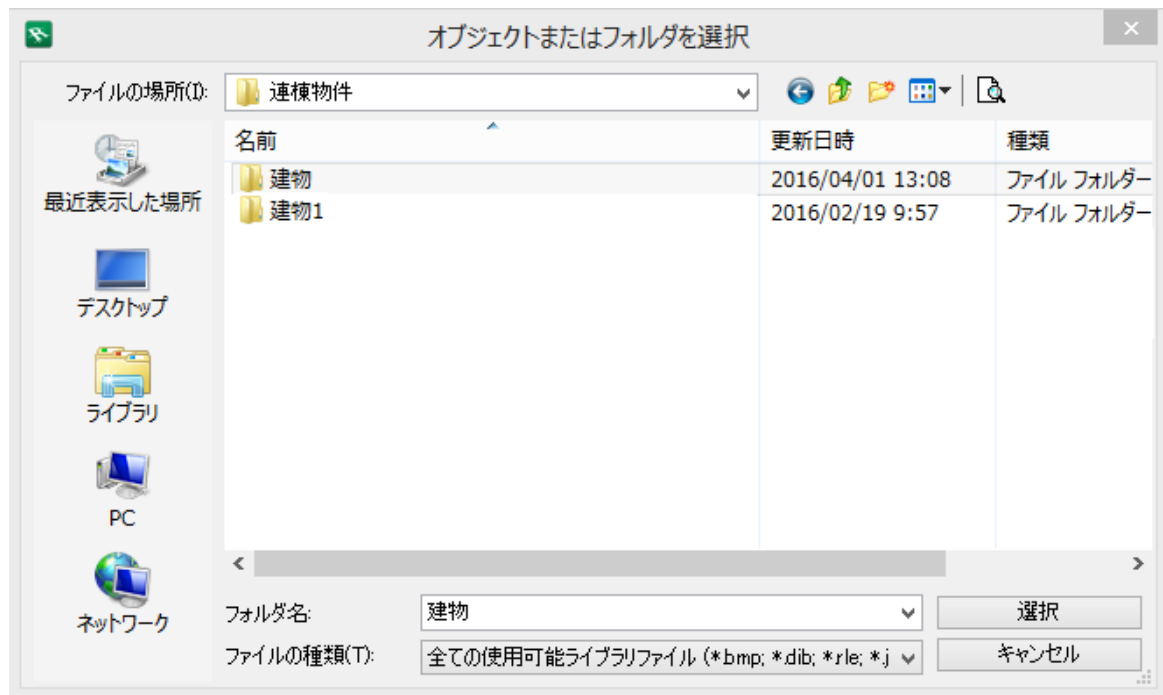 オブジェクトまたはフォルダを選択
ファイルの場所(I):
連棟物件
名前
更新日時
種類
建物
2016/04/01 13:08
ファイル フォルダー
建物1
2016/02/19 9:57
ファイル フォルダー
最近表示した場所
デスクトップ
ライブラリ
PC
ネットワーク
フォルダ名:
建物
選択
ファイルの種類(T):
全ての使用可能ライブラリファイル (*.bmp; *.dib; *.rle; *.j
キャンセル